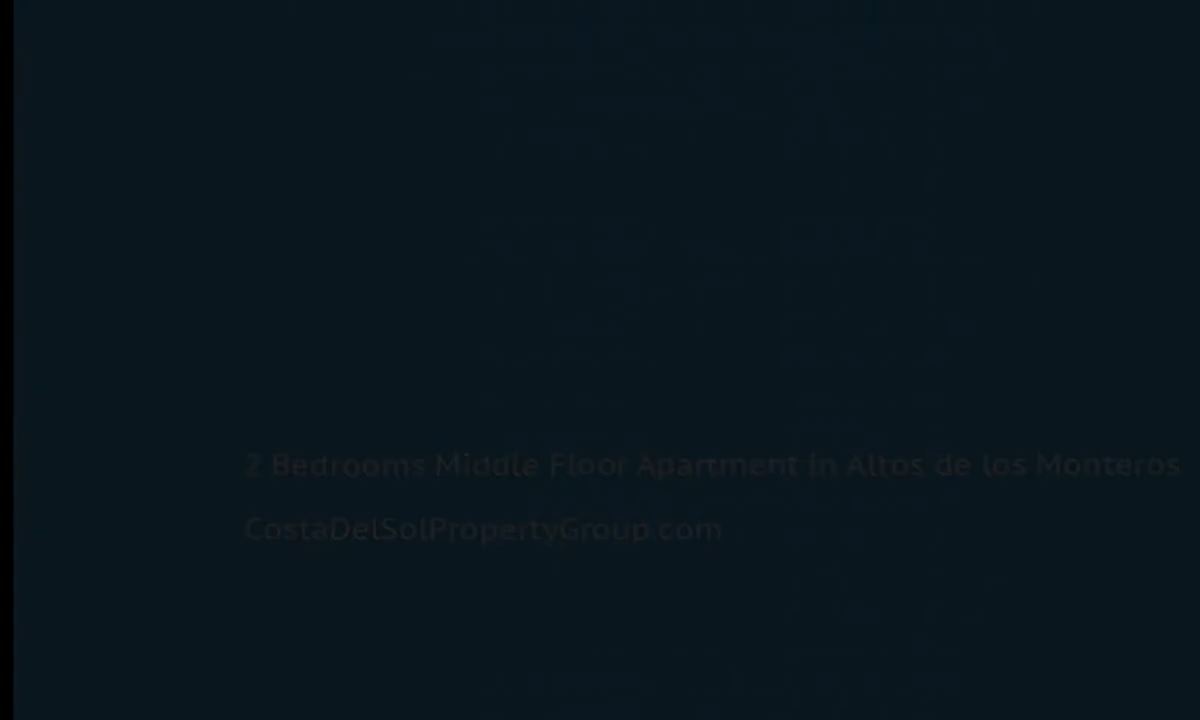 2 Bedrooms Middle Floor Apartment in Altos de los Monteros
CostaDelSolPropertyGroup.com